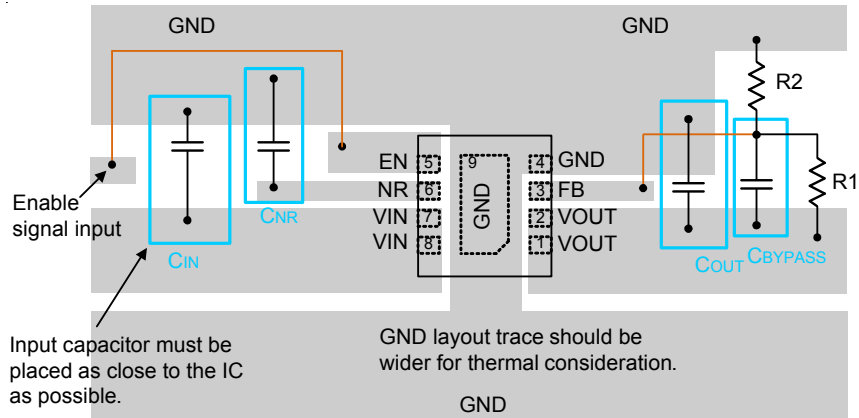 GND
GND
R2
EN 5 9 4 GND
NR 6 3 FB
R1
Enable
signal input
CNR
VIN 7 GND 2 VOUT
VIN 8 1 VOUT
CIN
COUT CBYPASS
Input capacitor must be
placed as close to the IC
as possible.
GND layout trace should be
wider for thermal consideration.
GND